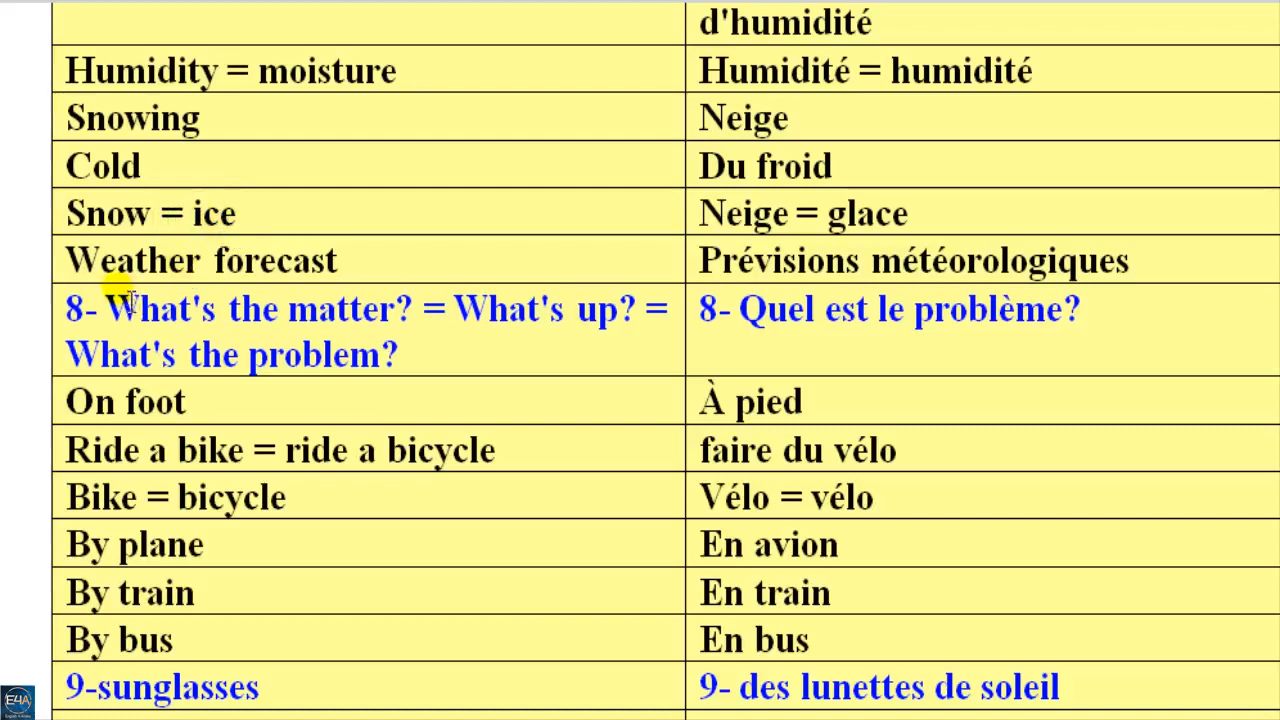 d'humidité
Humidity = moisture
Humidité = humidité
Snowing
Neige
Cold
Du froid
Snow = ice
Neige = glace
Weather forecast
Prévisions météorologiques
8- What's the matter? = What's up? =
What's the problem?
8- Quel est le problème?
On foot
À pied
Ride a bike = ride a bicycle
faire du vélo
Bike = bicycle
Vélo = vélo
By plane
En avion
By train
En train
By bus
En bus
9-sunglasses
9- des lunettes de soleil
E4A